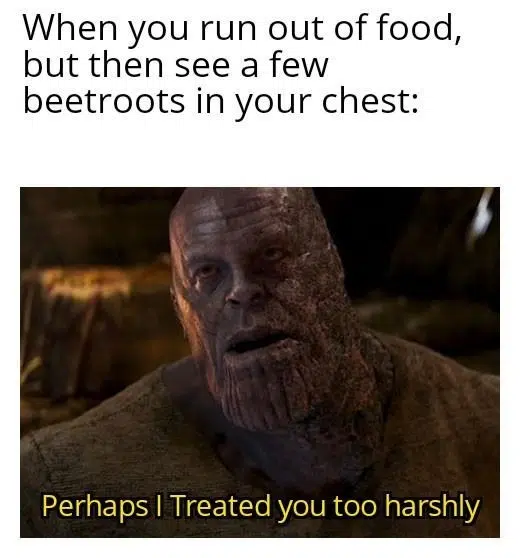 When you run out of food,
but then see a few
beetroots in your chest:
Perhaps I Treated you too harshly